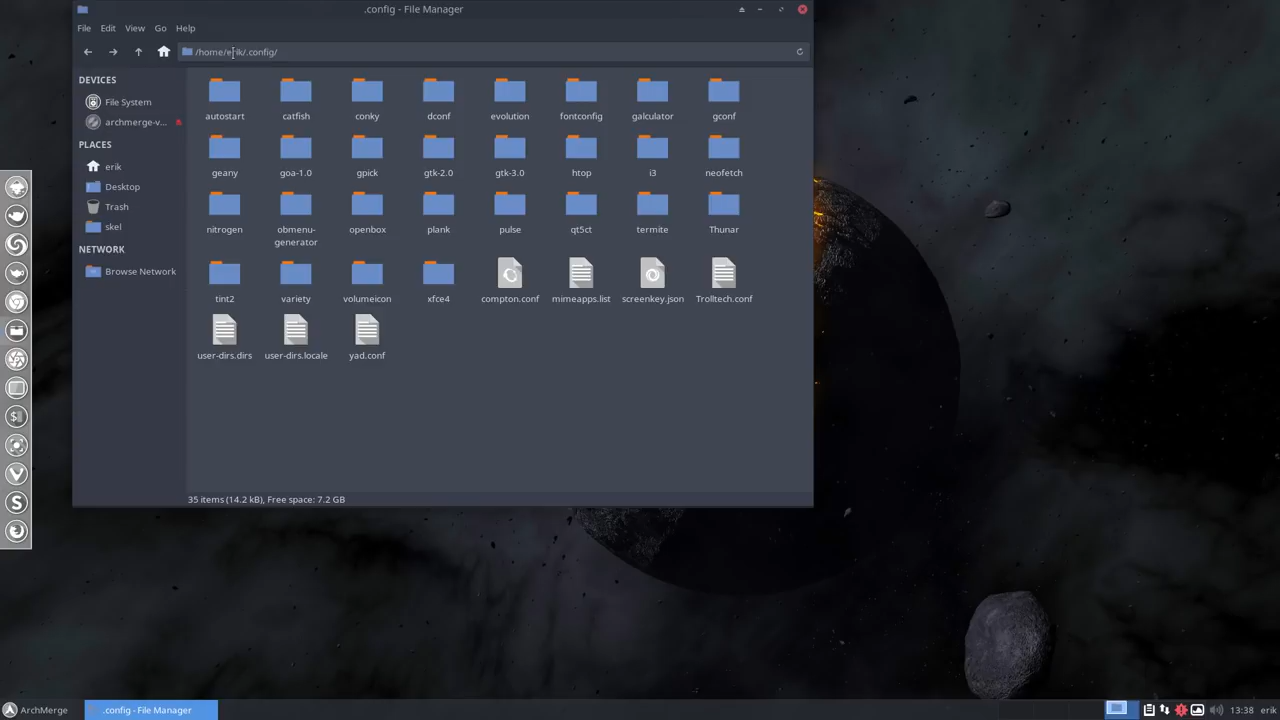 .config - File Manager
File Edit View Go Help
/home/erik/.config/
DEVICES
File System
archmerge-v...
PLACES
erik
Desktop
Trash
skel
NETWORK
Browse Network
autostart catfish conky dconf evolution fontconfig galculator gconf
geany goa-1.0 gpick gtk-2.0 gtk-3.0 htop i3 neofetch
nitrogen obmenu-generator openbox plank pulse qt5ct termite Thunar
tint2 variety volumeicon xfce4 compton.conf mimeapps.list screenkey.json Trolltech.conf
user-dirs.dirs user-dirs.locale yad.conf
35 items (14.2 kB), Free space: 7.2 GB
ArchMerge .config - File Manager 13:38 erik